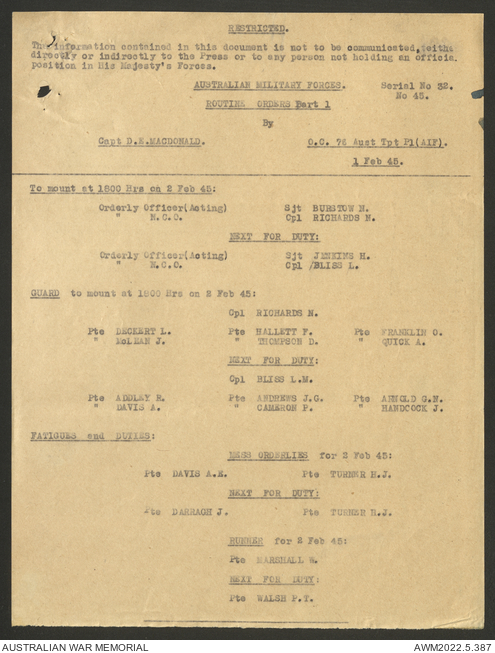 RESTRICTED.
The information contained in this document is not to be communicated, eith
directly or indirectly to the Press or to any person not holding an official
position in His Majesty's Forces.
AUSTRALIAN MILITARY FORCES. Serial No 32.
No 45.
ROUTINE ORDERS Part 1
By
Capt D.E.MACDONALD. O.C. 76 Aust Tpt Pl(AIF).
1 Feb 45.
To mount at 1800 Hrs on 2 Feb 45:
Orderly Officer(Acting) Sjt BURSTOW N.
" N.C.O. Cpl RICHARDS N.
NEXT FOR DUTY:
Orderly Officer(Acting) Sjt JENKINS H.
" N.C.O. Cpl /BLISS L.
GUARD to mount at 1800 Hrs on 2 Feb 45:
Cpl RICHARDS N.
Pte DECKERT L. Pte HALLETT F. Pte FRANKLIN O.
" McLEAN J. " THOMPSON D. " QUICK A.
NEXT FOR DUTY:
Cpl BLISS L.M.
Pte ADDLEY R. Pte ANDREWS J.G. Pte ARNOLD G.N.
" DAVIS A. " CAMERON P. " HANDCOCK J.
FATIGUES and DUTIES:
MESS ORDERLIES for 2 Feb 45:
Pte DAVIS A.E. Pte TURNER H.J.
NEXT FOR DUTY:
Pte DARRAGH J. Pte TURNER H.J.
RUNNER for 2 Feb 45:
Pte MARSHALL W.
NEXT FOR DUTY:
Pte WALSH P.T.
AUSTRALIAN WAR MEMORIAL AWM2022.5.387